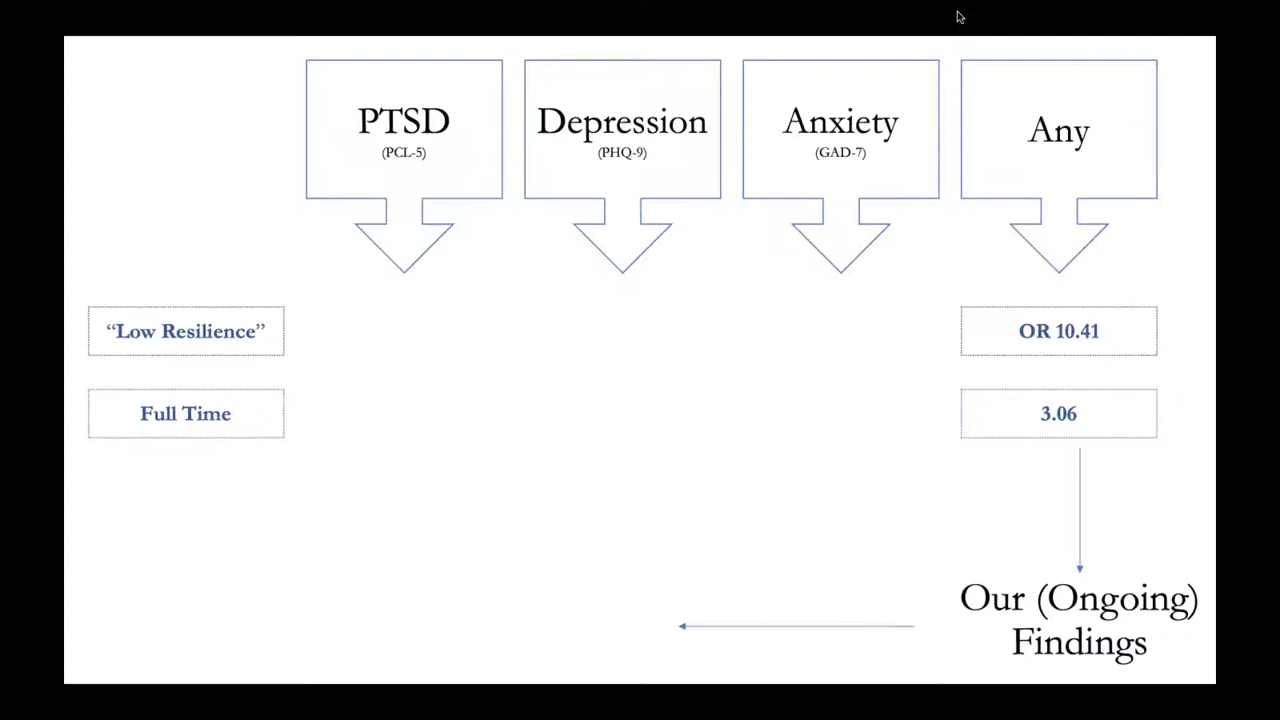 PTSD
(PCL-5)
Depression
(PHQ-9)
Anxiety
(GAD-7)
Any
“Low Resilience”
OR 10.41
Full Time
3.06
Our (Ongoing)
Findings